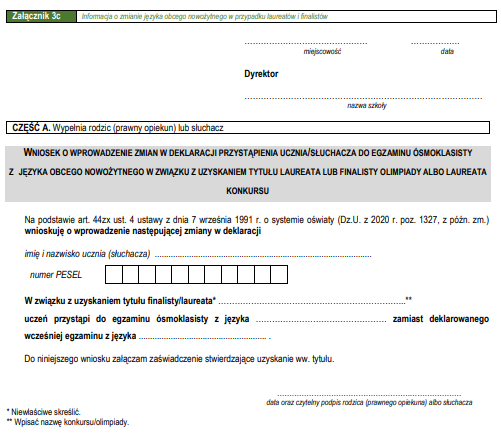 Załącznik 3c Informacja o zmianie języka obcego nowożytnego w przypadku laureatów i finalistów
................................................ ....................
miejscowość data
Dyrektor
................................................................................................
nazwa szkoły
CZĘŚĆ A. Wypełnia rodzic (prawny opiekun) lub słuchacz
WNIOSEK O WPROWADZENIE ZMIAN W DEKLARACJI PRZYSTĄPIENIA UCZNIA/SŁUCHACZA DO EGZAMINU ÓSMOKLASISTY
Z JĘZYKA OBCEGO NOWOŻYTNEGO W ZWIĄZKU Z UZYSKANIEM TYTUŁU LAUREATA LUB FINALISTY OLIMPIADY ALBO LAUREATA
KONKURSU
Na podstawie art. 44zx ust. 4 ustawy z dnia 7 września 1991 r. o systemie oświaty (Dz.U. z 2020 r. poz. 1327, z późn. zm.)
wnioskuję o wprowadzenie następującej zmiany w deklaracji
imię i nazwisko ucznia (słuchacza) ......................................................................................
numer PESEL
W związku z uzyskaniem tytułu finalisty/laureata* ..........................................................................**
uczeń przystąpi do egzaminu ósmoklasisty z języka .................................................... zamiast deklarowanego
wcześniej egzaminu z języka .................................................... .
Do niniejszego wniosku załączam zaświadczenie stwierdzające uzyskanie ww. tytułu.
..........................................................................
data oraz czytelny podpis rodzica (prawnego opiekuna) albo słuchacza
* Niewłaściwe skreślić.
** Wpisać nazwę konkursu/olimpiady.